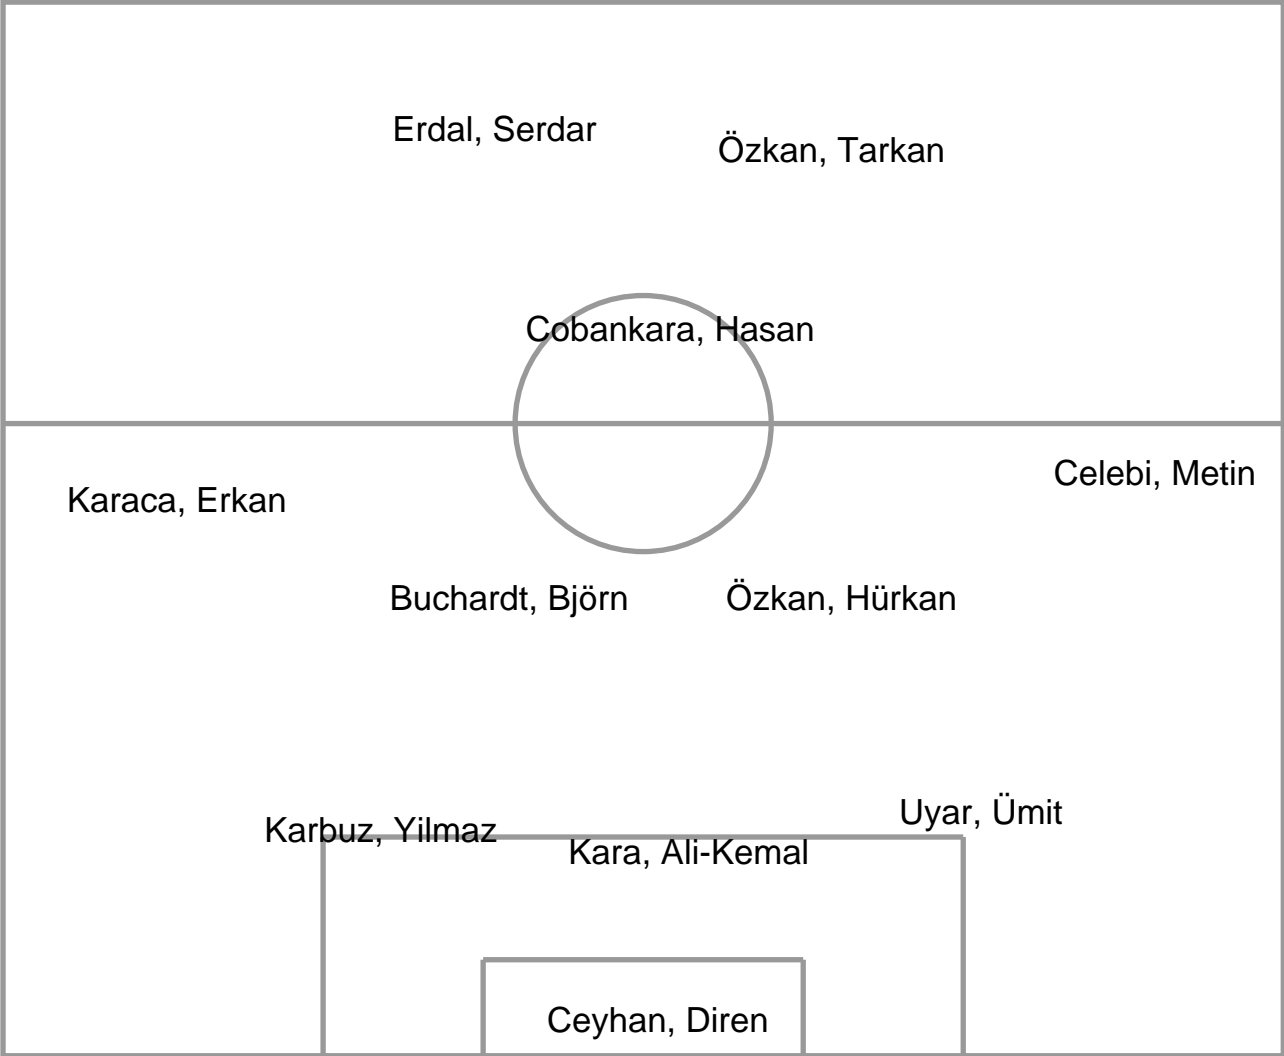 Erdal, Serdar
Özkan, Tarkan
Cobankara, Hasan
Celebi, Metin
Karaca, Erkan
Buchardt, Björn
Özkan, Hürkan
Uyar, Ümit
Karbuz, Yilmaz
Kara, Ali-Kemal
Ceyhan, Diren